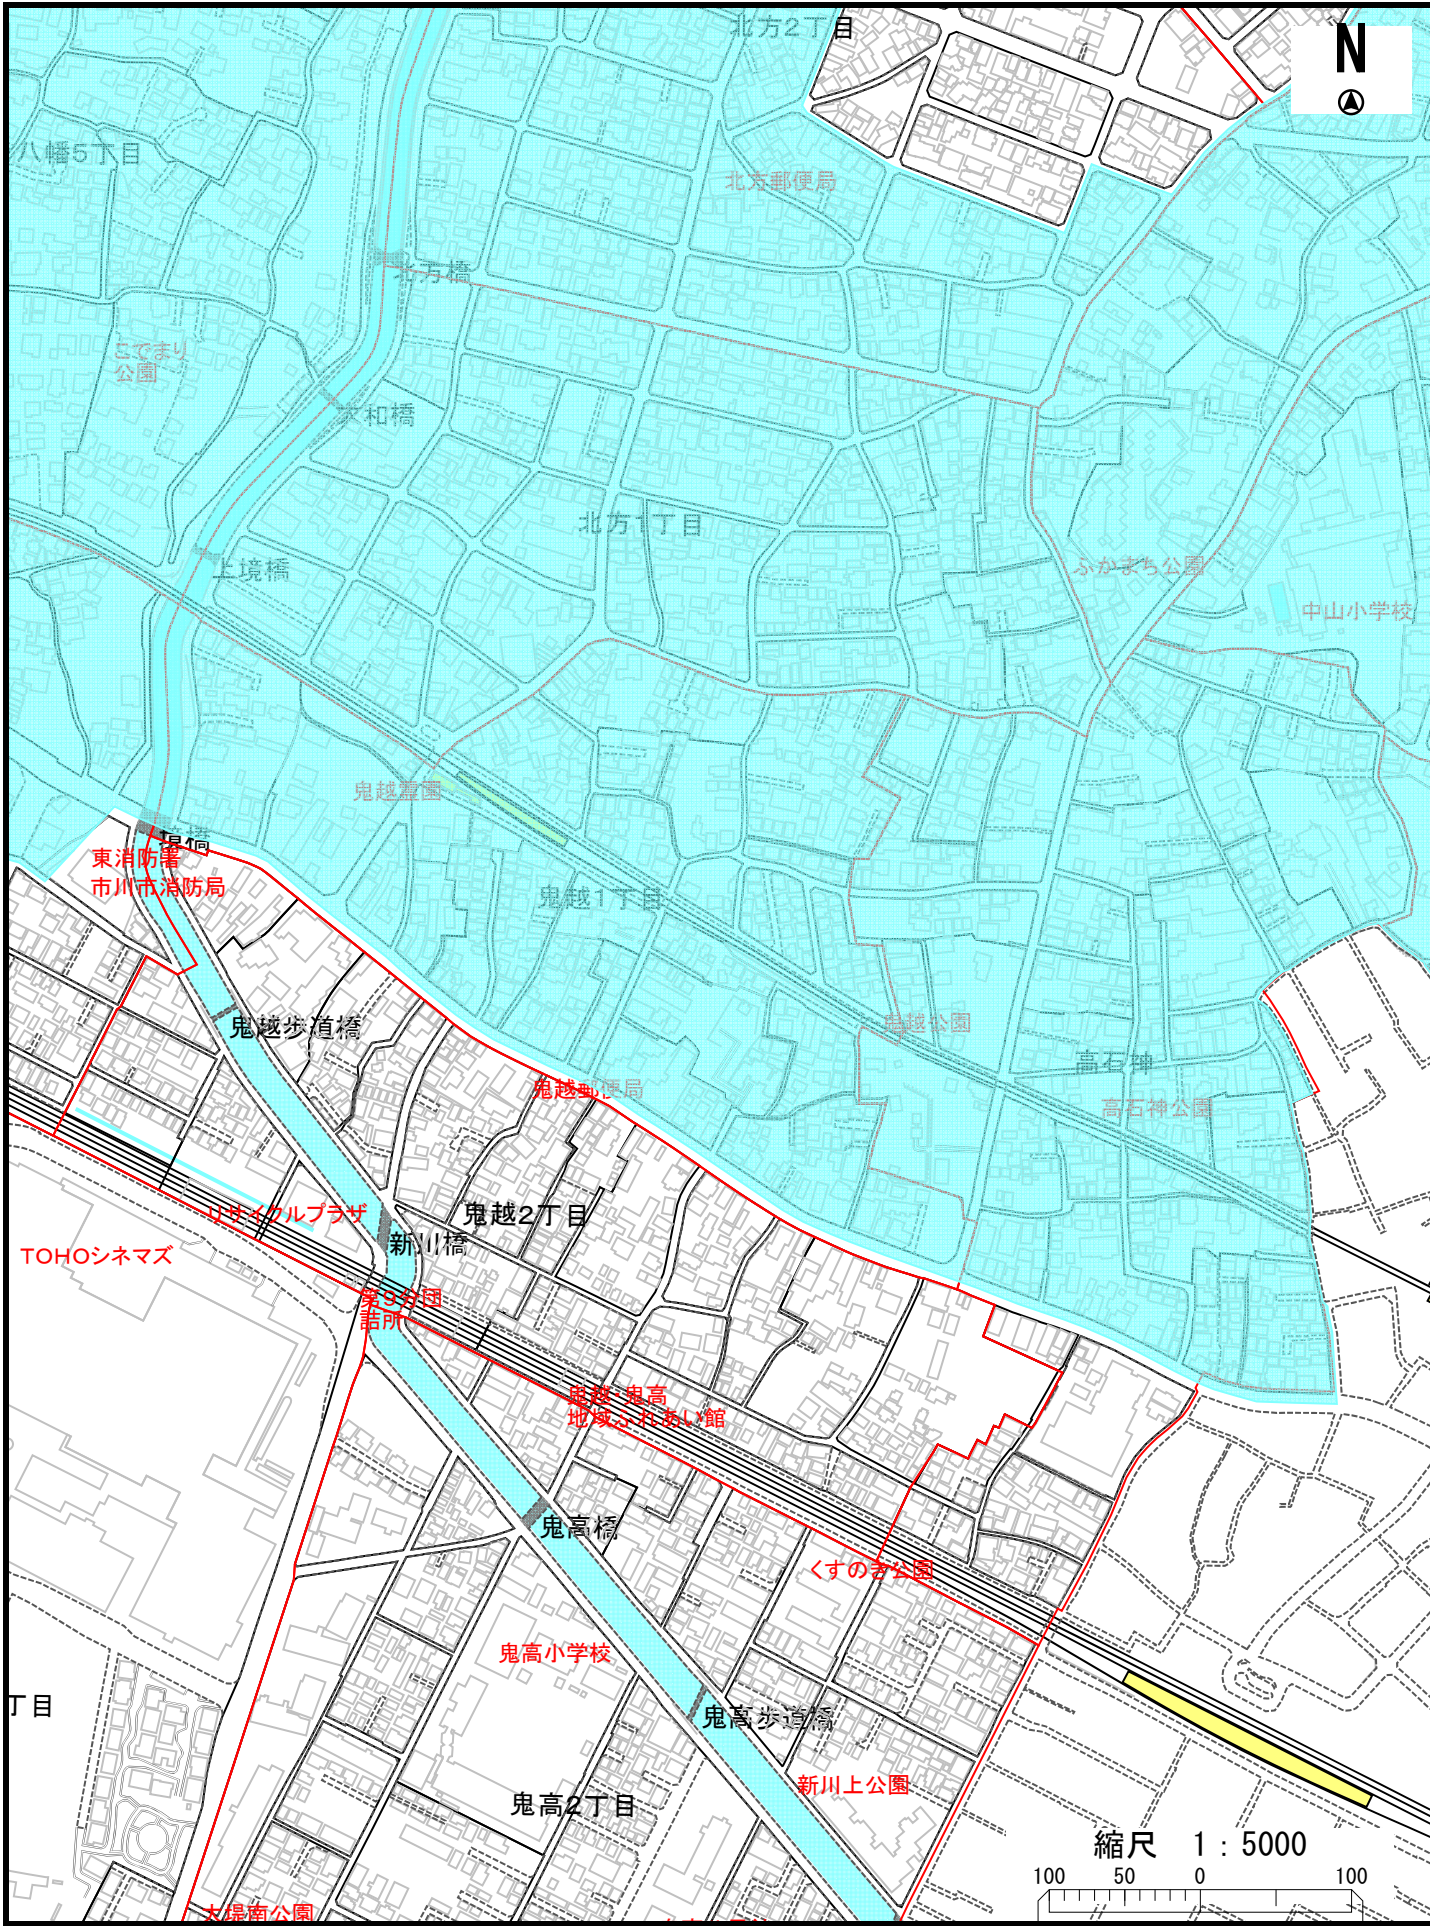 北方2丁目
N
八幡5丁目
北方郵便局
北方橋
こでまり
公園
北方1丁目
上境橋
ふかまち公園
中山小学校
鬼越霊園
境橋
東消防署
市川市消防局
鬼越1丁目
鬼越公園
鬼越歩道橋
高石神
鬼越郵便局
高石神公園
リサイクルプラザ
鬼越2丁目
新川橋
TOHOシネマズ
第9分団
詰所
鬼越・鬼高
地域ふれあい館
鬼高橋
くすのき公園
鬼高小学校
丁目
鬼高歩道橋
新川上公園
鬼高2丁目
縮尺 1:5000
100 50 0 100
大堤南公園